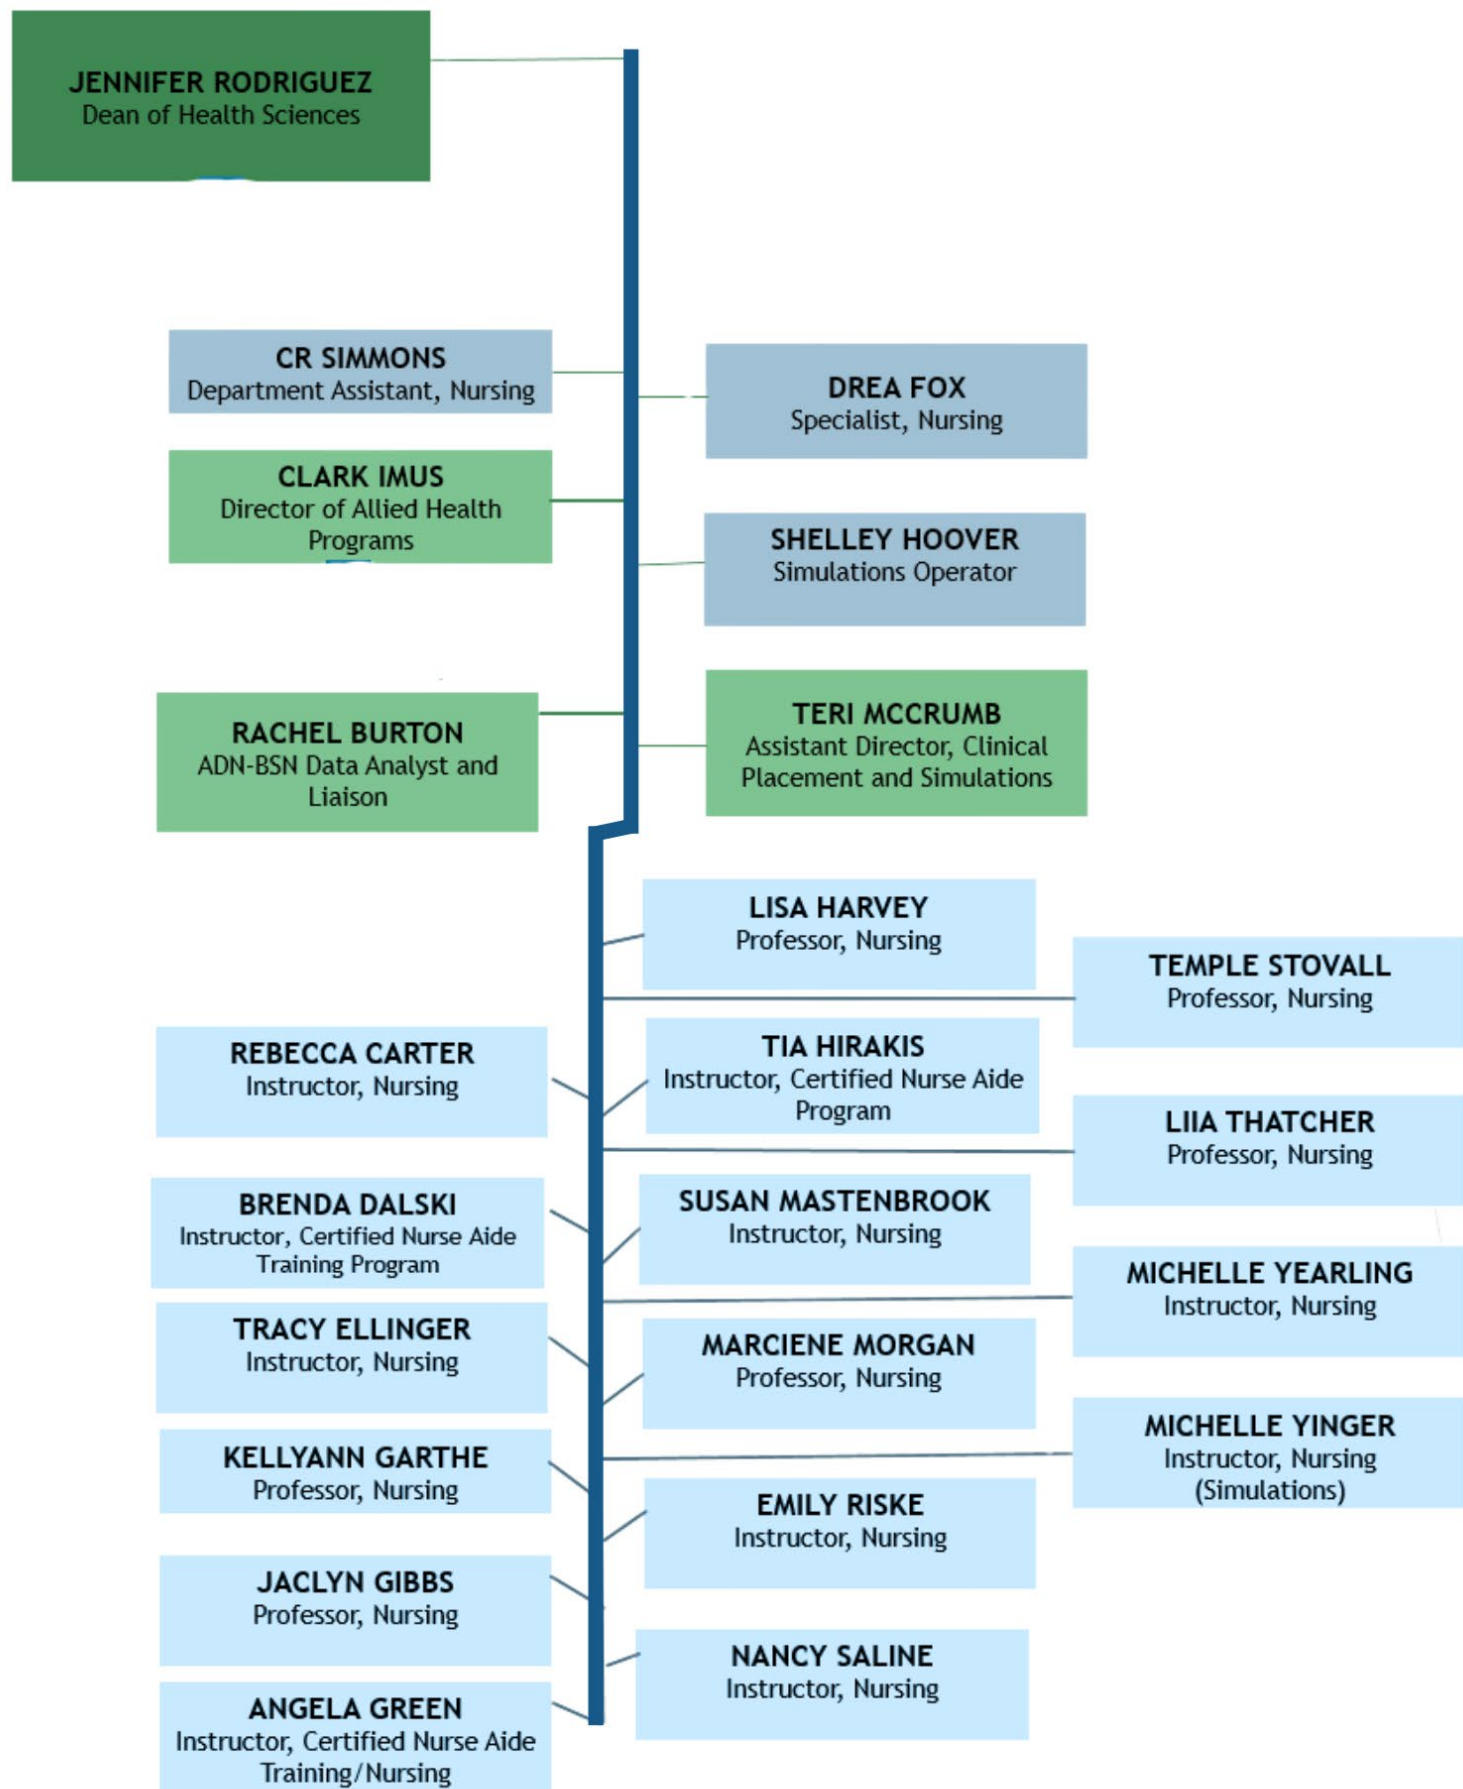 JENNIFER RODRIGUEZ
Dean of Health Sciences
CR SIMMONS
Department Assistant, Nursing
DREA FOX
Specialist, Nursing
CLARK IMUS
Director of Allied Health
Programs
SHELLEY HOOVER
Simulations Operator
RACHEL BURTON
ADN-BSN Data Analyst and
Liaison
TERI MCCRUMB
Assistant Director, Clinical
Placement and Simulations
LISA HARVEY
Professor, Nursing
TEMPLE STOVALL
Professor, Nursing
REBECCA CARTER
Instructor, Nursing
TIA HIRAKIS
Instructor, Certified Nurse Aide
Program
LIIA THATCHER
Professor, Nursing
BRENDA DALSKI
Instructor, Certified Nurse Aide
Training Program
SUSAN MASTENBROOK
Instructor, Nursing
MICHELLE YEARLING
Instructor, Nursing
TRACY ELLINGER
Instructor, Nursing
MARCIENE MORGAN
Professor, Nursing
MICHELLE YINGER
Instructor, Nursing
(Simulations)
KELLYANN GARTHE
Professor, Nursing
EMILY RISKE
Instructor, Nursing
JACLYN GIBBS
Professor, Nursing
NANCY SALINE
Instructor, Nursing
ANGELA GREEN
Instructor, Certified Nurse Aide
Training/Nursing